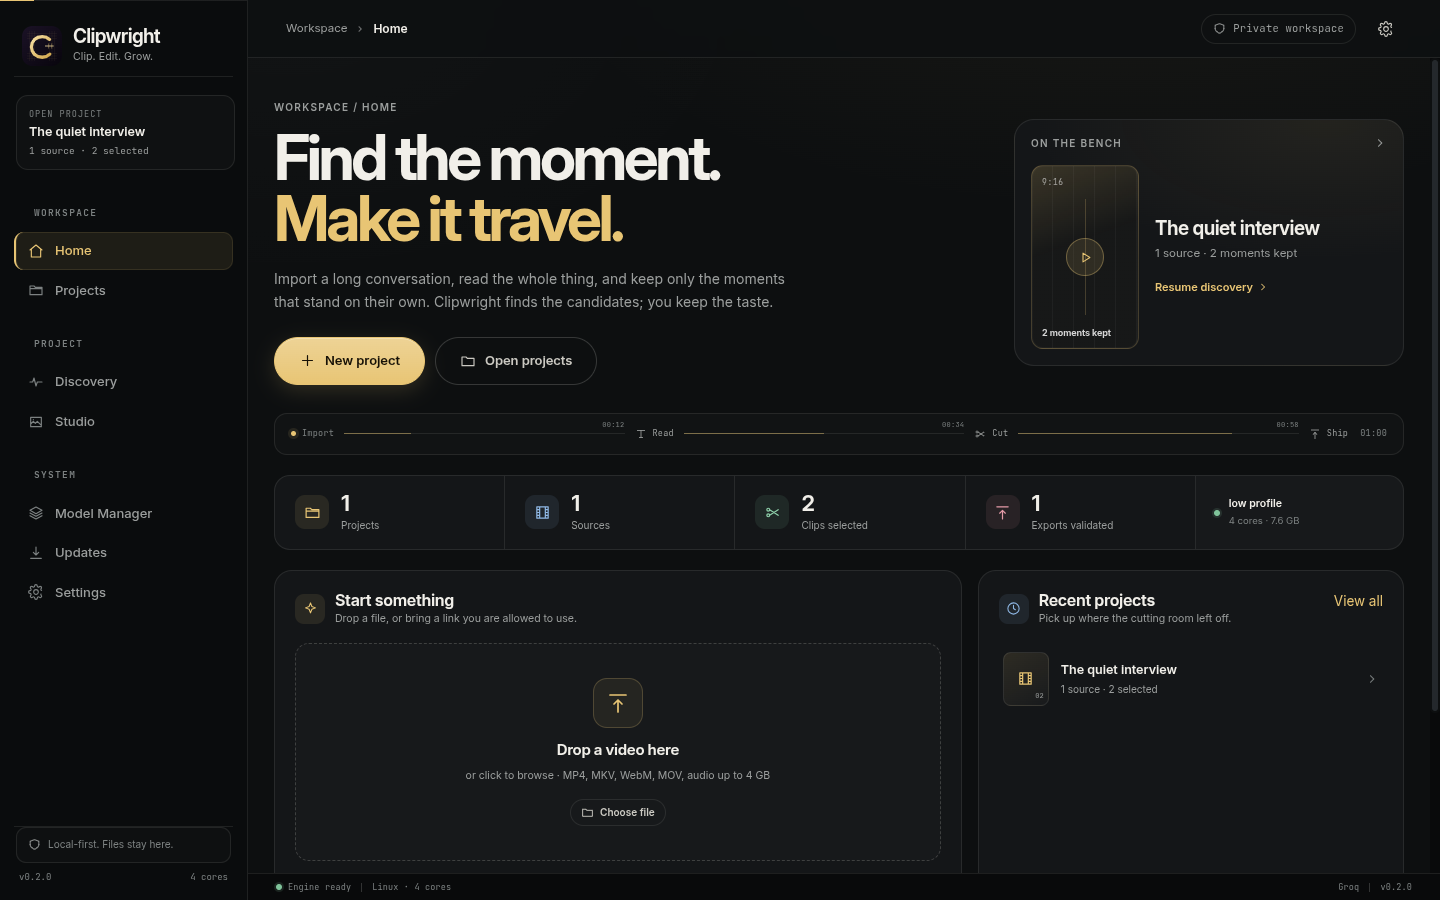 Clipwright
Clip. Edit. Grow.
OPEN PROJECT
The quiet interview
1 source · 2 selected
WORKSPACE
Home
Projects
PROJECT
Discovery
Studio
SYSTEM
Model Manager
Updates
Settings
Local-first. Files stay here.
v0.2.0 4 cores
Workspace › Home
Private workspace
WORKSPACE / HOME
Find the moment.
Make it travel.
Import a long conversation, read the whole thing, and keep only the moments
that stand on their own. Clipwright finds the candidates; you keep the taste.
New project
Open projects
ON THE BENCH
9:16
2 moments kept
The quiet interview
1 source · 2 moments kept
Resume discovery
Import 00:12 Read 00:34 Cut 00:58 Ship 01:00
1
Projects
1
Sources
2
Clips selected
1
Exports validated
low profile
4 cores · 7.6 GB
Start something
Drop a file, or bring a link you are allowed to use.
Drop a video here
or click to browse · MP4, MKV, WebM, MOV, audio up to 4 GB
Choose file
Recent projects
Pick up where the cutting room left off.
View all
02
The quiet interview
1 source · 2 selected
Engine ready | Linux · 4 cores
Groq | v0.2.0